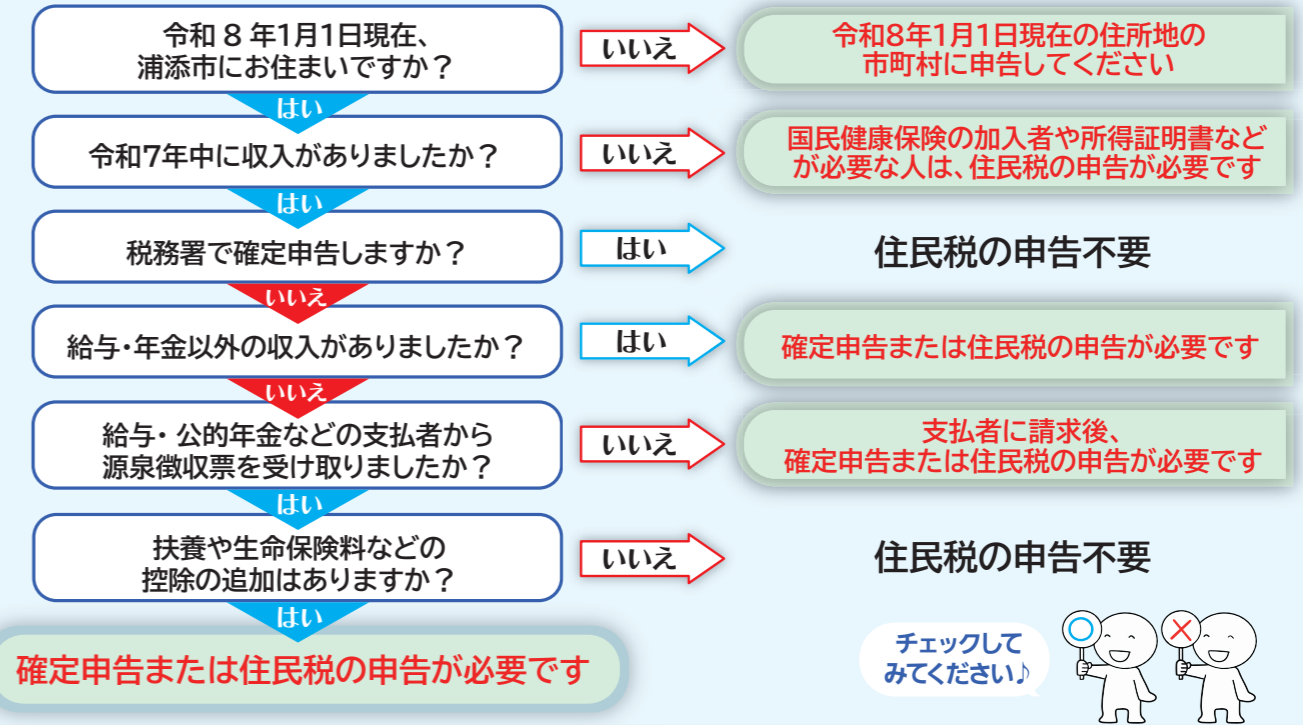 令和 8 年1月1日現在、
浦添市にお住まいですか？
いいえ
令和8年1月1日現在の住所地の
市町村に申告してください
はい
令和7年中に収入がありましたか？
いいえ
国民健康保険の加入者や所得証明書など
が必要な人は、住民税の申告が必要です
はい
税務署で確定申告しますか？
はい
住民税の申告不要
いいえ
給与・年金以外の収入がありましたか？
はい
確定申告または住民税の申告が必要です
いいえ
給与・ 公的年金などの支払者から
源泉徴収票を受け取りましたか？
いいえ
支払者に請求後、
確定申告または住民税の申告が必要です
はい
扶養や生命保険料などの
控除の追加はありますか？
いいえ
住民税の申告不要
はい
確定申告または住民税の申告が必要です
チェックして
みてください♪